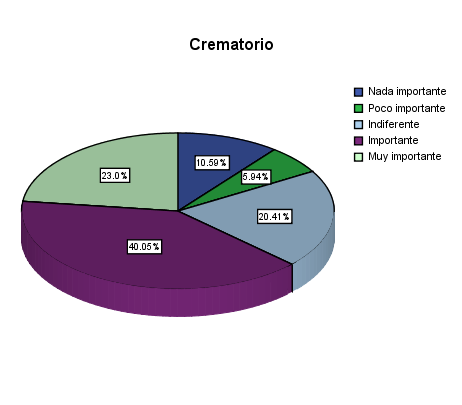 Crematorio
Nada importante
Poco importante
Indiferente
Importante
Muy importante
10.59%
5.94%
23.0%
20.41%
40.05%